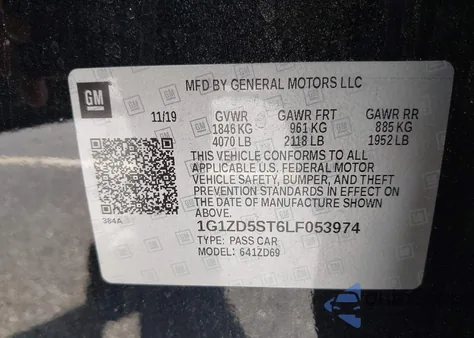 GM
MFD BY GENERAL MOTORS LLC
11/19 GVWR GAWR FRT GAWR RR
1846 KG 961 KG 885 KG
4070 LB 2118 LB 1952 LB
THIS VEHICLE CONFORMS TO ALL
APPLICABLE U.S. FEDERAL MOTOR
VEHICLE SAFETY, BUMPER, AND THEFT
PREVENTION STANDARDS IN EFFECT ON
THE DATE OF MANUFACTURE SHOWN
ABOVE.
384A
1G1ZD5ST6LF053974
TYPE: PASS CAR
MODEL: 641ZD69